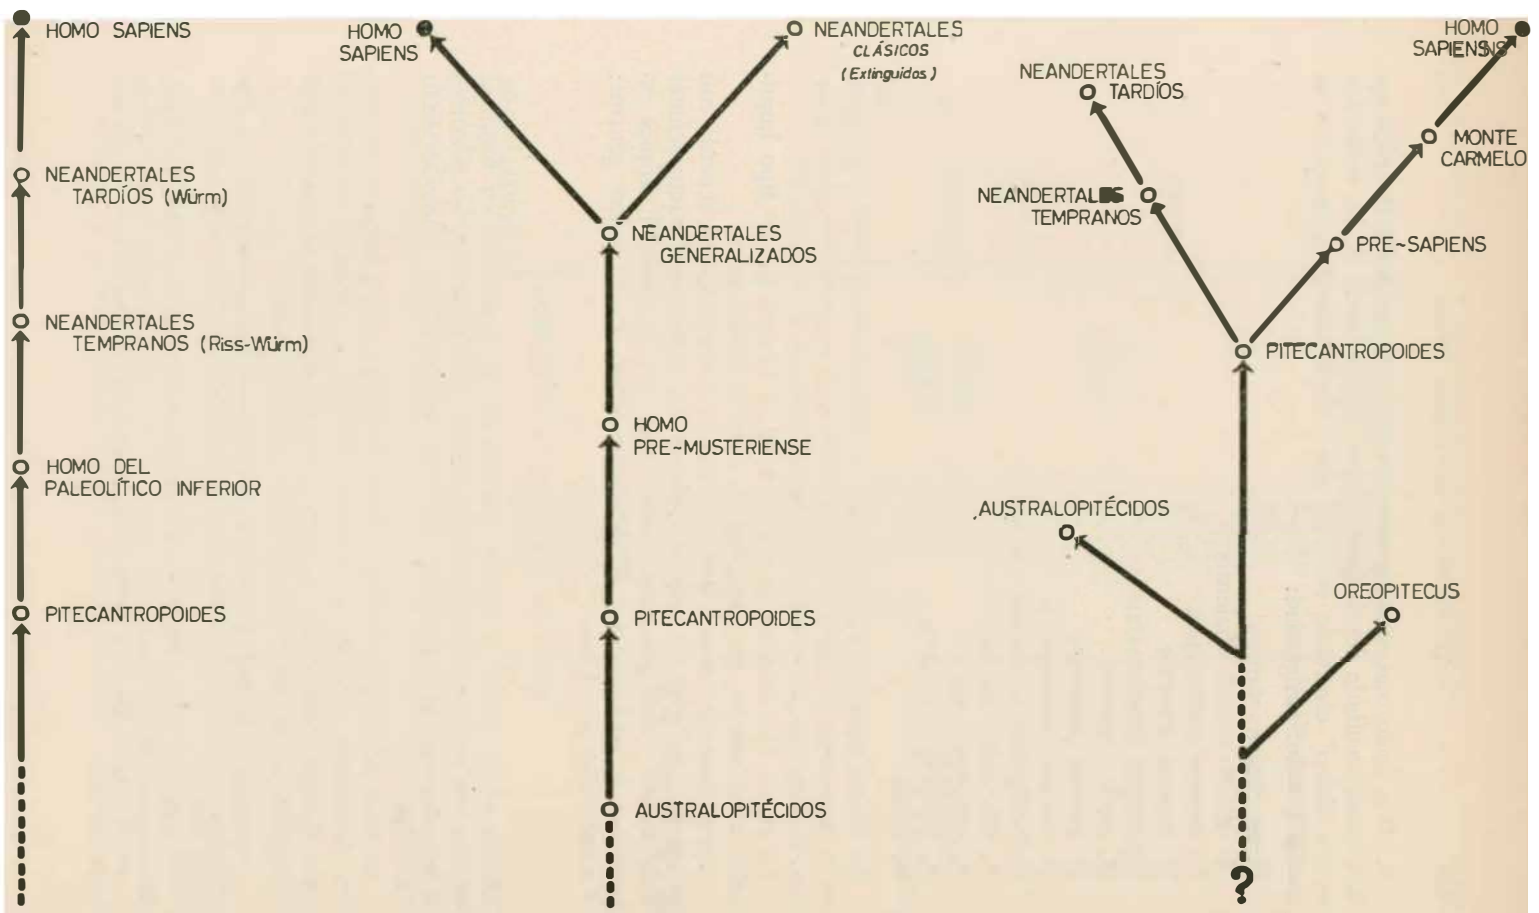 HOMO SAPIENS
NEANDERTALES
TARDÍOS (Würm)
NEANDERTALES
TEMPRANOS (Riss-Würm)
HOMO DEL
PALEOLÍTICO INFERIOR
PITECANTROPOIDES
HOMO
SAPIENS
NEANDERTALES
CLÁSICOS
(Extinguidos)
NEANDERTALES
GENERALIZADOS
HOMO
PRE~MUSTERIENSE
PITECANTROPOIDES
AUSTRALOPITÉCIDOS
HOMO
SAPIENS
NEANDERTALES
TARDÍOS
MONTE
CARMELO
NEANDERTALES
TEMPRANOS
PRE~SAPIENS
PITECANTROPOIDES
AUSTRALOPITÉCIDOS
OREOPITECUS
?